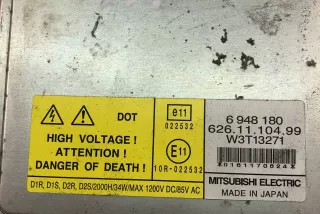 DOT
HIGH VOLTAGE !
ATTENTION !
DANGER OF DEATH!
D1R, D1S, D2R, D2S/2000H/34W/MAX 1200V DC/85V AC
e11
022532
E11
10R-022532
6 948 180
626.11.104.99
W3T13271
MITSUBISHI ELECTRIC
MADE IN JAPAN